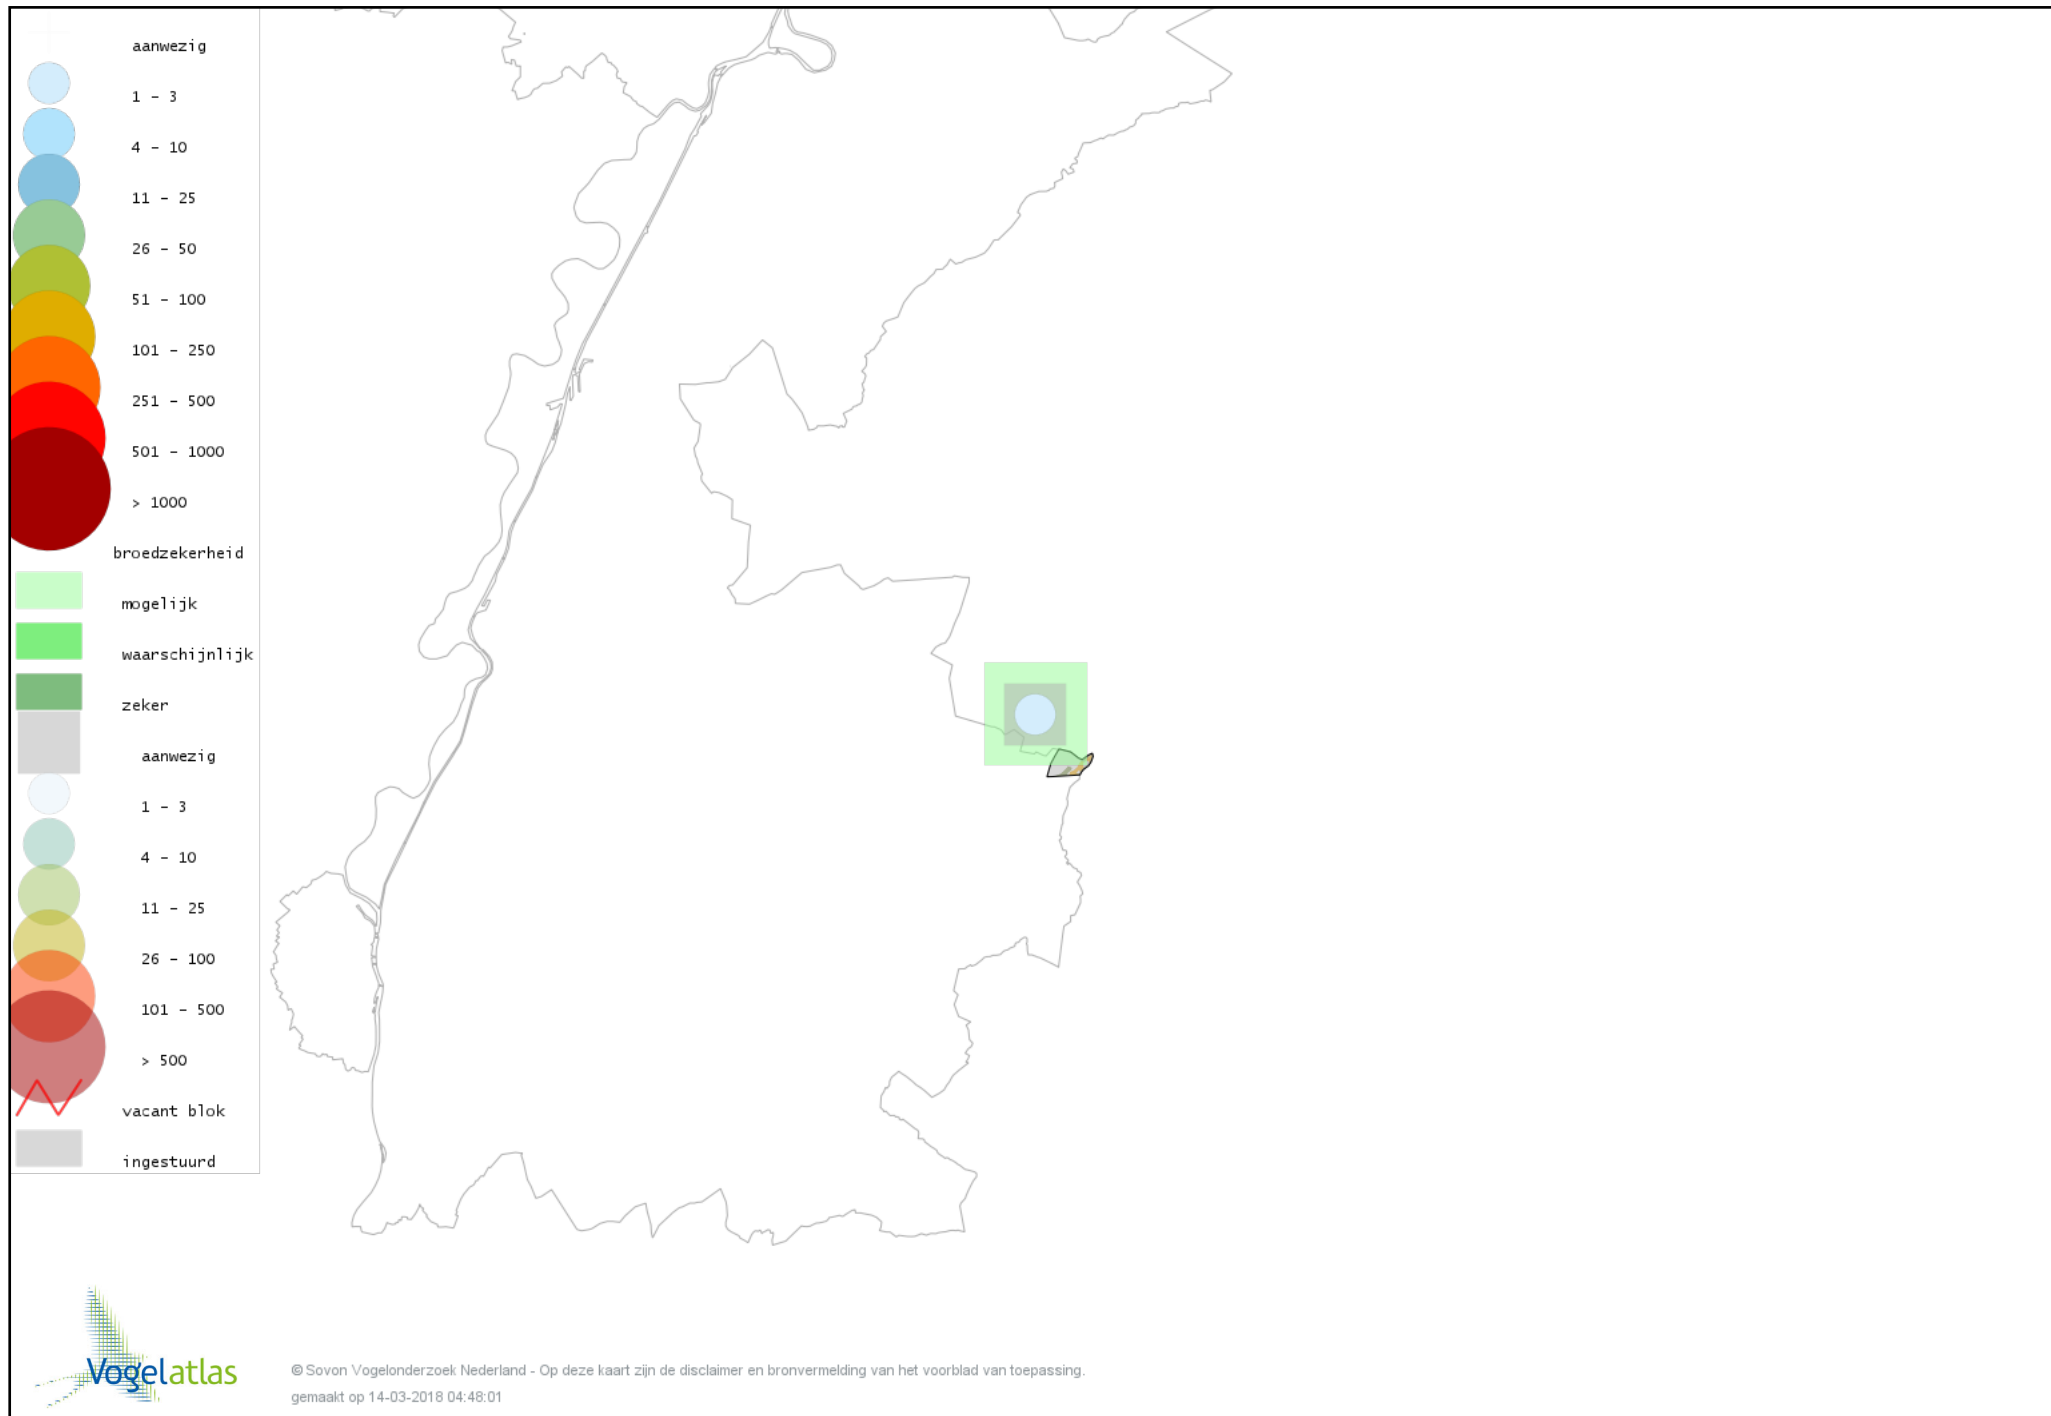 aanwezig
1 - 3
4 - 10
11 - 25
26 - 50
51 - 100
101 - 250
251 - 500
501 - 1000
> 1000
broedzekerheid
mogelijk
waarschijnlijk
zeker
aanwezig
1 - 3
4 - 10
11 - 25
26 - 100
101 - 500
> 500
vacant blok
ingestuurd
Vogelatlas
© Sovon Vogelonderzoek Nederland - Op deze kaart zijn de disclaimer en bronvermelding van het voorblad van toepassing.
gemaakt op 14-03-2018 04:48:01